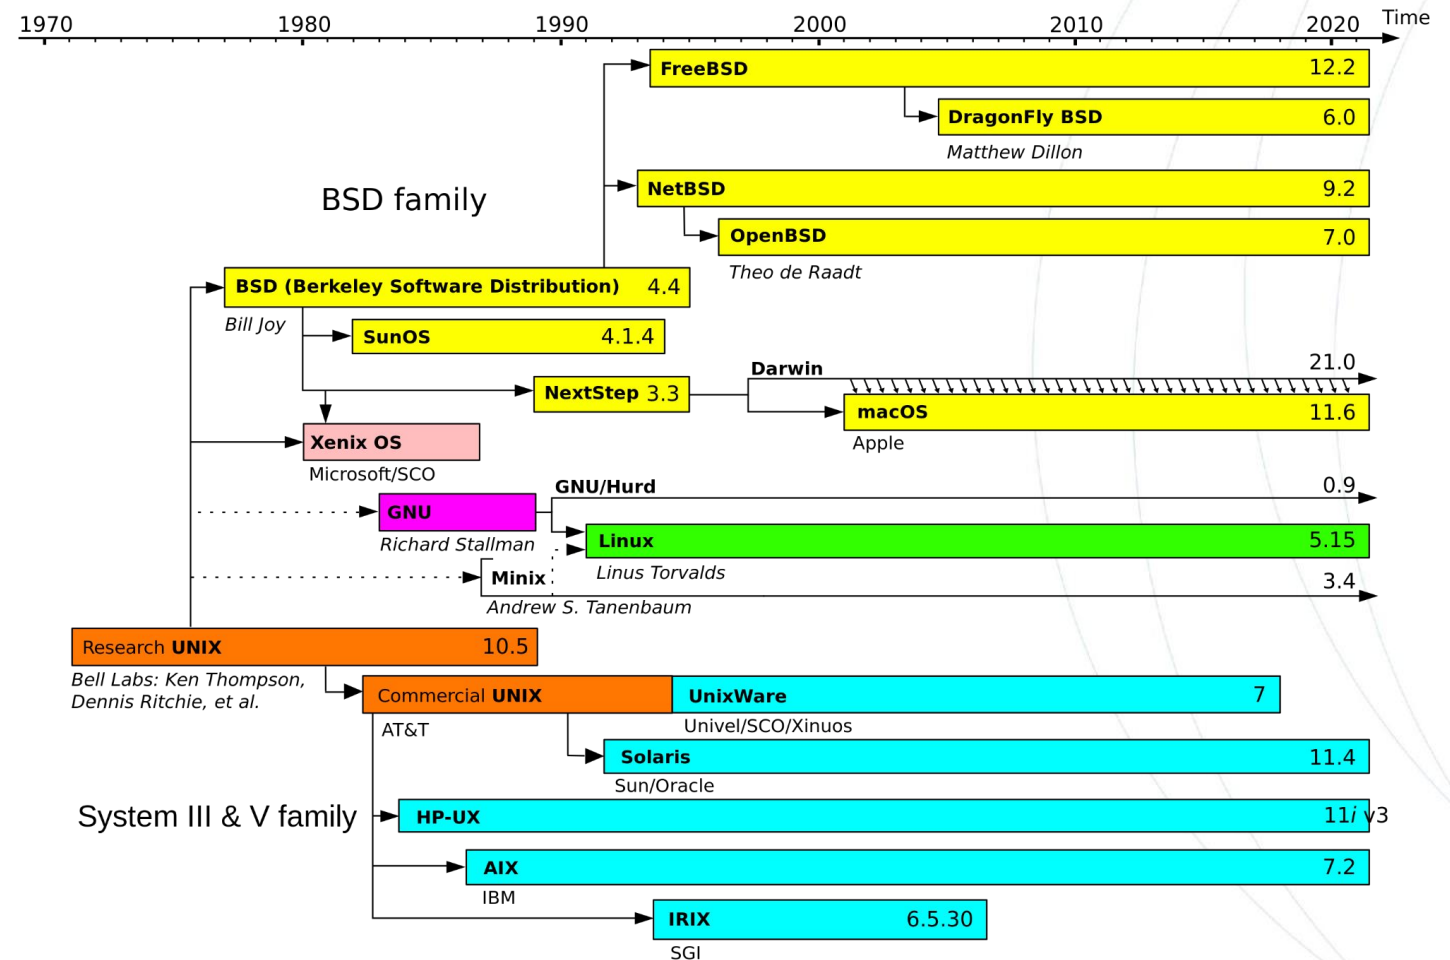 1970 1980 1990 2000 2010 2020 Time
FreeBSD 12.2
DragonFly BSD 6.0
Matthew Dillon
NetBSD 9.2
BSD family
OpenBSD 7.0
Theo de Raadt
BSD (Berkeley Software Distribution) 4.4
Bill Joy
SunOS 4.1.4
Darwin 21.0
NextStep 3.3
macOS 11.6
Apple
Xenix OS
Microsoft/SCO
GNU/Hurd 0.9
GNU
Richard Stallman
Linux 5.15
Linus Torvalds
Minix 3.4
Andrew S. Tanenbaum
Research UNIX 10.5
Bell Labs: Ken Thompson,
Dennis Ritchie, et al.
Commercial UNIX UnixWare 7
AT&T Univel/SCO/Xinuos
Solaris 11.4
Sun/Oracle
System III & V family
HP-UX 11i v3
AIX 7.2
IBM
IRIX 6.5.30
SGI